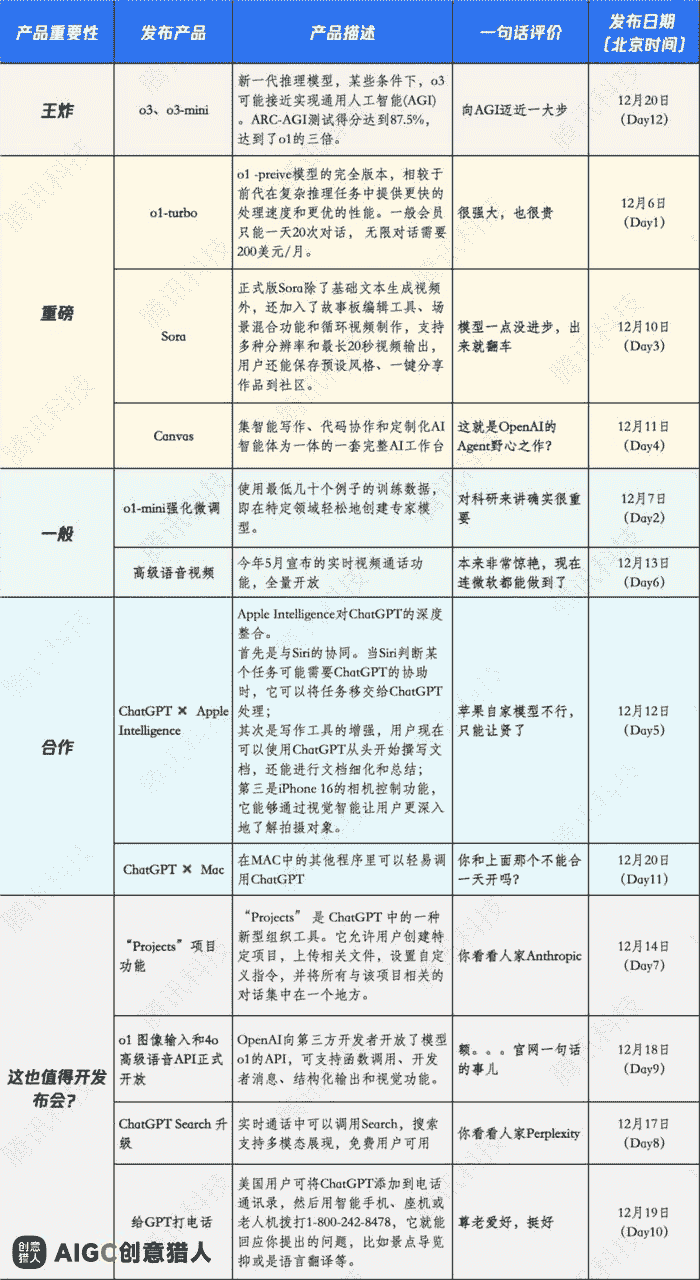 产品重要性
发布产品
产品描述
一句话评价
发布日期
（北京时间）
王炸
o3、o3-mini
新一代推理模型，某些条件下，o3
可能接近实现通用人工智能(AGI)
。ARC-AGI测试得分达到87.5%，
达到了o1的三倍。
向AGI迈近一大步
12月20日
（Day12）
重磅
o1-turbo
o1 -preive模型的完全版本，相较于
前代在复杂推理任务中提供更快的
处理速度和更优的性能。一般会员
只能一天20次对话， 无限对话需要
200美元/月。
很强大，也很贵
12月6日
（Day1）
Sora
正式版Sora除了基础文本生成视频
外，还加入了故事板编辑工具、场
景混合功能和循环视频制作，支持
多种分辨率和最长20秒视频输出，
用户还能保存预设风格、一键分享
作品到社区。
模型一点没进步，出
来就翻车
12月10日
（Day3）
Canvas
集智能写作、代码协作和定制化AI
智能体为一体的一套完整AI工作台
这就是OpenAI的
Agent野心之作？
12月11日
（Day4）
一般
o1-mini强化微调
使用最低几十个例子的训练数据，
即在特定领域轻松地创建专家模
型。
对科研来讲确实很重
要
12月7日
（Day2）
高级语音视频
今年5月宣布的实时视频通话功
能，全量开放
本来非常惊艳，现在
连微软都能做到了
12月13日
（Day6）
合作
ChatGPT × Apple
Intelligence
Apple Intelligence对ChatGPT的深度
整合。
首先是与Siri的协同。当Siri判断某
个任务可能需要ChatGPT的协助
时，它可以将任务移交给ChatGPT
处理；
其次是写作工具的增强，用户现在
可以使用ChatGPT从头开始撰写文
档，还能进行文档细化和总结；
第三是iPhone 16的相机控制功能，
它能够通过视觉智能让用户更深入
地了解拍摄对象。
苹果自家模型不行，
只能让贤了
12月12日
（Day5）
ChatGPT × Mac
在MAC中的其他程序里可以轻易调
用ChatGPT
你和上面那个不能合
一天开吗？
12月20日
（Day11）
这也值得开发
布会？
“Projects”项目
功能
“Projects” 是 ChatGPT 中的一种
新型组织工具。它允许用户创建特
定项目，上传相关文件，设置自定
义指令，并将所有与该项目相关的
对话集中在一个地方。
你看看人家Anthropic
12月14日
（Day7）
o1 图像输入和4o
高级语音API正式
开放
OpenAI向第三方开发者开放了模型
o1的API，可支持函数调用、开发
者消息、结构化输出和视觉功能。
额。。。官网一句话
的事儿
12月18日
（Day9）
ChatGPT Search 升
级
实时通话中可以调用Search，搜索
支持多模态展现，免费用户可用
你看看人家Perplexity
12月17日
（Day8）
给GPT打电话
美国用户可将ChatGPT添加到电话
通讯录，然后用智能手机、座机或
老人机拨打1-800-242-8478，它就能
回应你提出的问题，比如景点导览
抑或是语言翻译等。
尊老爱好，挺好
12月19日
（Day10）
创意
猎人
AIGC创意猎人
腾讯科技